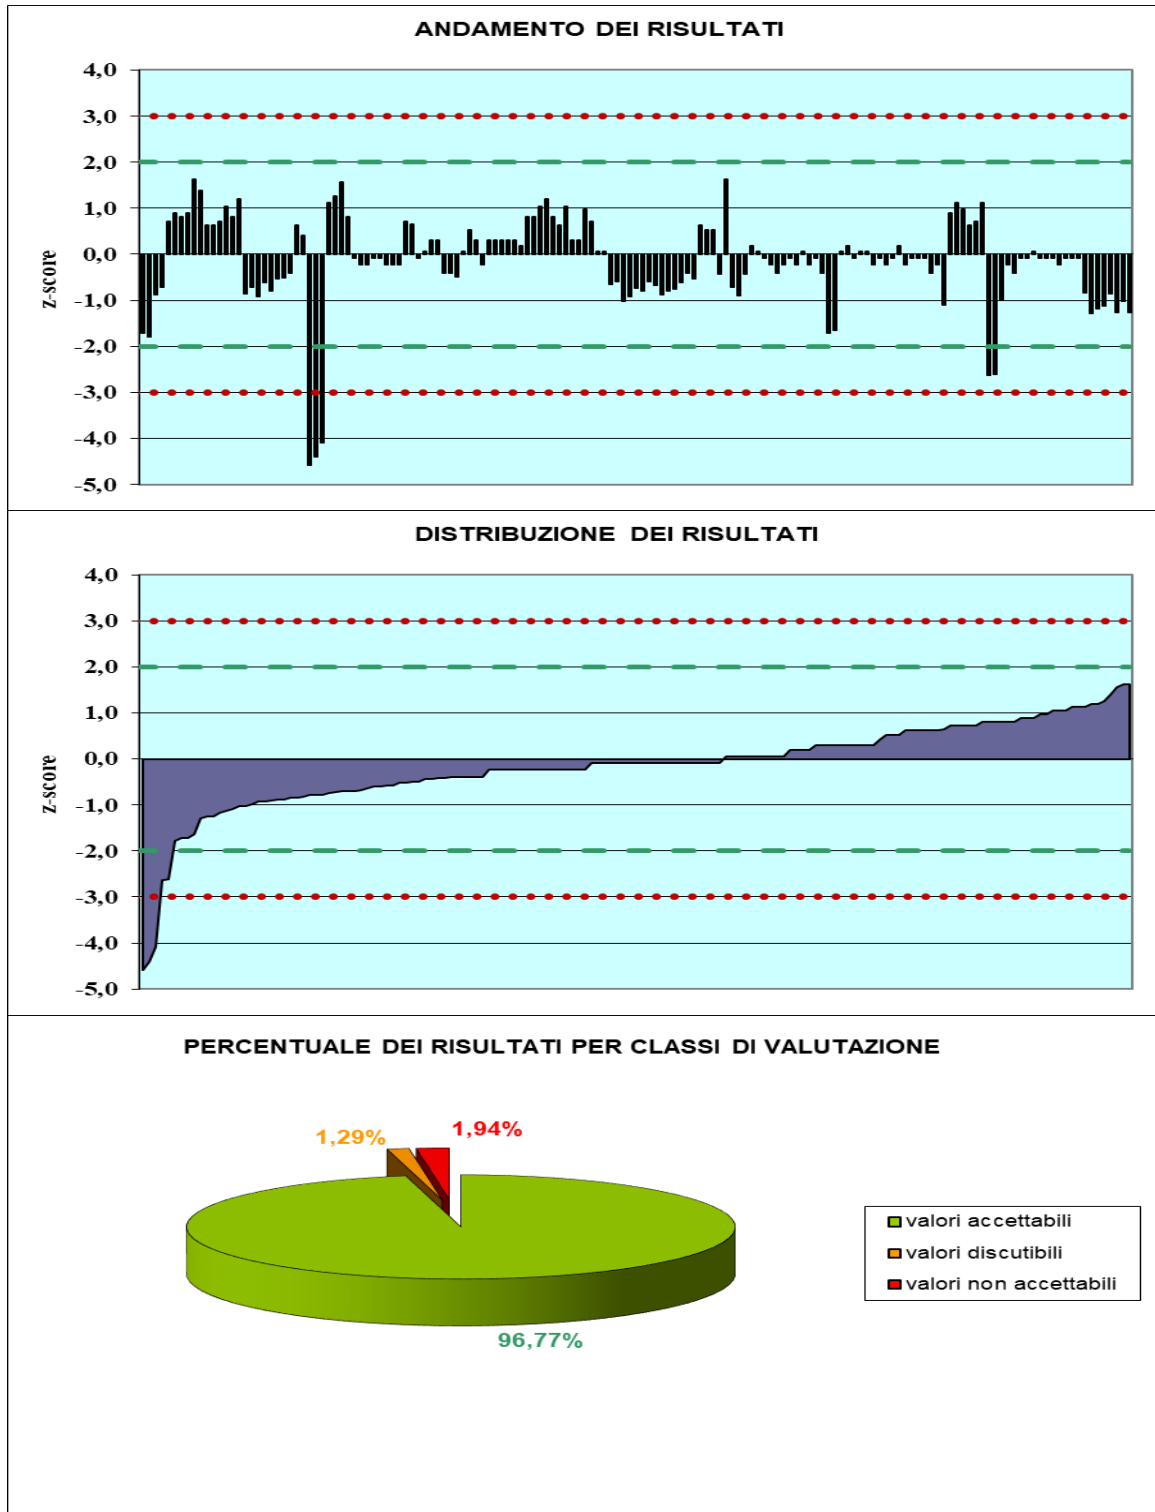 ANDAMENTO DEI RISULTATI
4,0
3,0
2,0
1,0
0,0
-1,0
-2,0
-3,0
-4,0
-5,0
z-score
DISTRIBUZIONE DEI RISULTATI
4,0
3,0
2,0
1,0
0,0
-1,0
-2,0
-3,0
-4,0
-5,0
z-score
PERCENTUALE DEI RISULTATI PER CLASSI DI VALUTAZIONE
1,29%
1,94%
96,77%
valori accettabili
valori discutibili
valori non accettabili